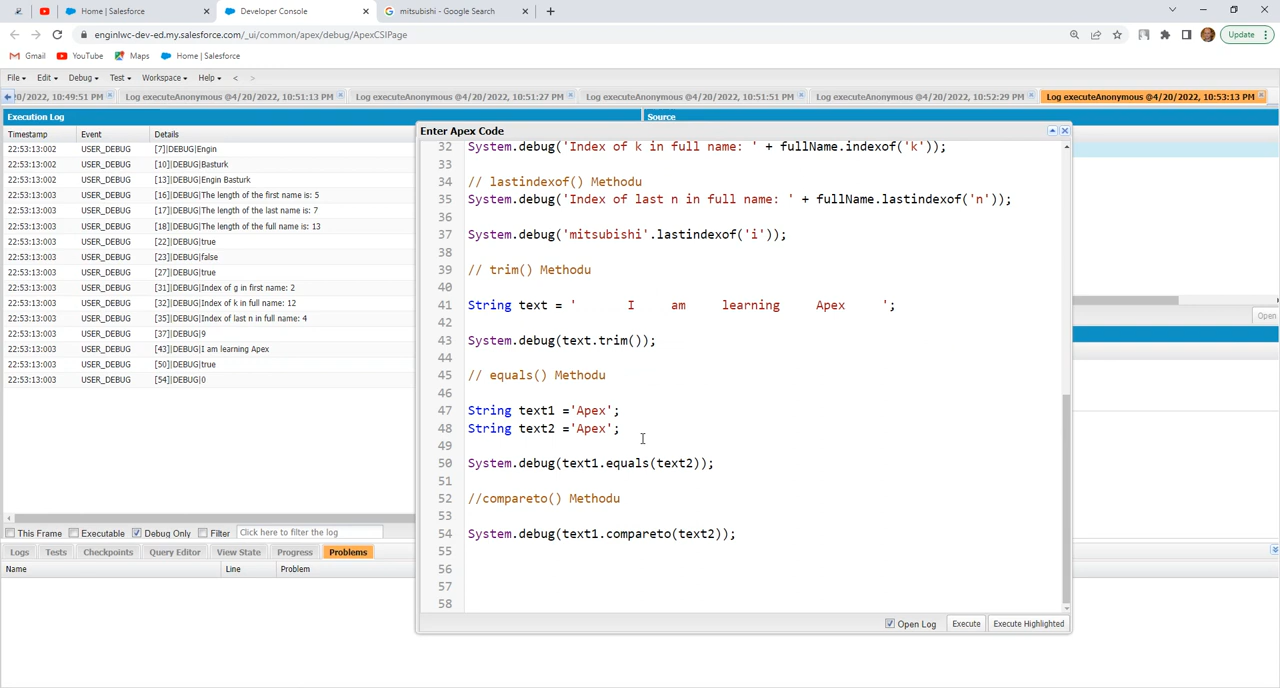 Home | Salesforce
Developer Console
mitsubishi - Google Search
enginlwc-dev-ed.my.salesforce.com/_ui/common/apex/debug/ApexCSIPage
Update
Gmail
YouTube
Maps
Home | Salesforce
File
Edit
Debug
Test
Workspace
Help
<
>
20/2022, 10:49:51 PM
Log executeAnonymous @4/20/2022, 10:51:13 PM
Log executeAnonymous @4/20/2022, 10:51:27 PM
Log executeAnonymous @4/20/2022, 10:51:51 PM
Log executeAnonymous @4/20/2022, 10:52:29 PM
Log executeAnonymous @4/20/2022, 10:53:13 PM
Execution Log
Source
Timestamp Event Details
22:53:13:002 USER_DEBUG [7]|DEBUG|Engin
22:53:13:002 USER_DEBUG [10]|DEBUG|Basturk
22:53:13:002 USER_DEBUG [13]|DEBUG|Engin Basturk
22:53:13:003 USER_DEBUG [16]|DEBUG|The length of the first name is: 5
22:53:13:003 USER_DEBUG [17]|DEBUG|The length of the last name is: 7
22:53:13:003 USER_DEBUG [18]|DEBUG|The length of the full name is: 13
22:53:13:003 USER_DEBUG [22]|DEBUG|true
22:53:13:003 USER_DEBUG [23]|DEBUG|false
22:53:13:003 USER_DEBUG [27]|DEBUG|true
22:53:13:003 USER_DEBUG [31]|DEBUG|Index of g in first name: 2
22:53:13:003 USER_DEBUG [32]|DEBUG|Index of k in full name: 12
22:53:13:003 USER_DEBUG [35]|DEBUG|Index of last n in full name: 4
22:53:13:003 USER_DEBUG [37]|DEBUG|9
22:53:13:003 USER_DEBUG [43]|DEBUG|I am learning Apex
22:53:13:003 USER_DEBUG [50]|DEBUG|true
22:53:13:003 USER_DEBUG [54]|DEBUG|0
Enter Apex Code
32 System.debug('Index of k in full name: ' + fullName.indexof('k'));
33
34 // lastindexof() Methodu
35 System.debug('Index of last n in full name: ' + fullName.lastindexof('n'));
36
37 System.debug('mitsubishi'.lastindexof('i'));
38
39 // trim() Methodu
40
41 String text = '      I    am    learning    Apex    ';
42
43 System.debug(text.trim());
44
45 // equals() Methodu
46
47 String text1 ='Apex';
48 String text2 ='Apex';
49
50 System.debug(text1.equals(text2));
51
52 //compareto() Methodu
53
54 System.debug(text1.compareto(text2));
55
56
57
58
Open Log Execute Execute Highlighted
Open
This Frame Executable Debug Only Filter Click here to filter the log
Logs Tests Checkpoints Query Editor View State Progress Problems
Name Line Problem